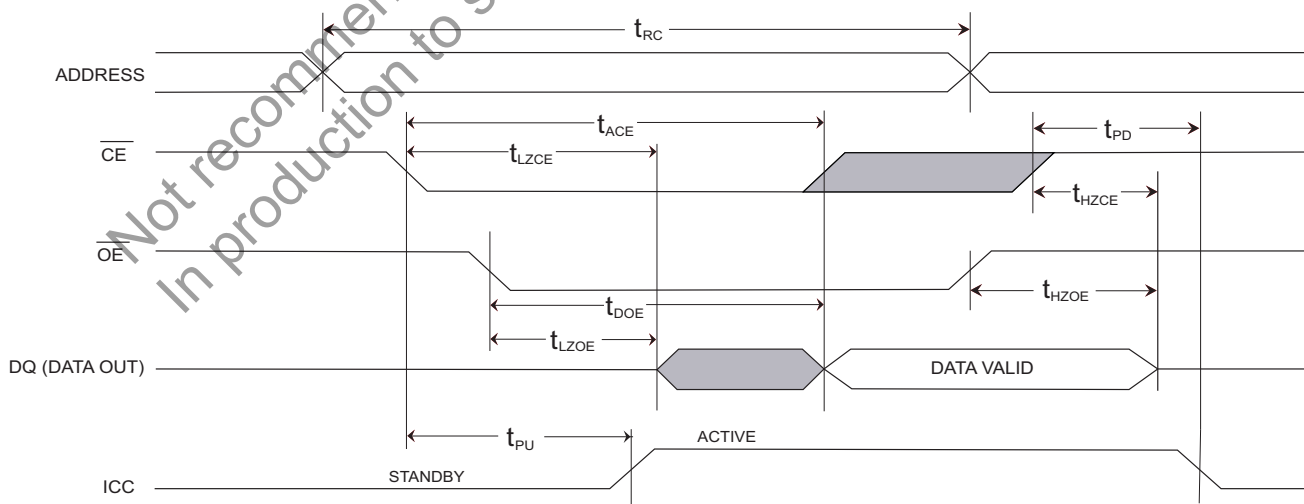 Not recommen
In production to s
tRC
ADDRESS
tACE
tPD
CE
tLZCE
tHZCE
OE
tHZOE
tDOE
tLZOE
DQ (DATA OUT)
DATA VALID
tPU
ACTIVE
STANDBY
ICC